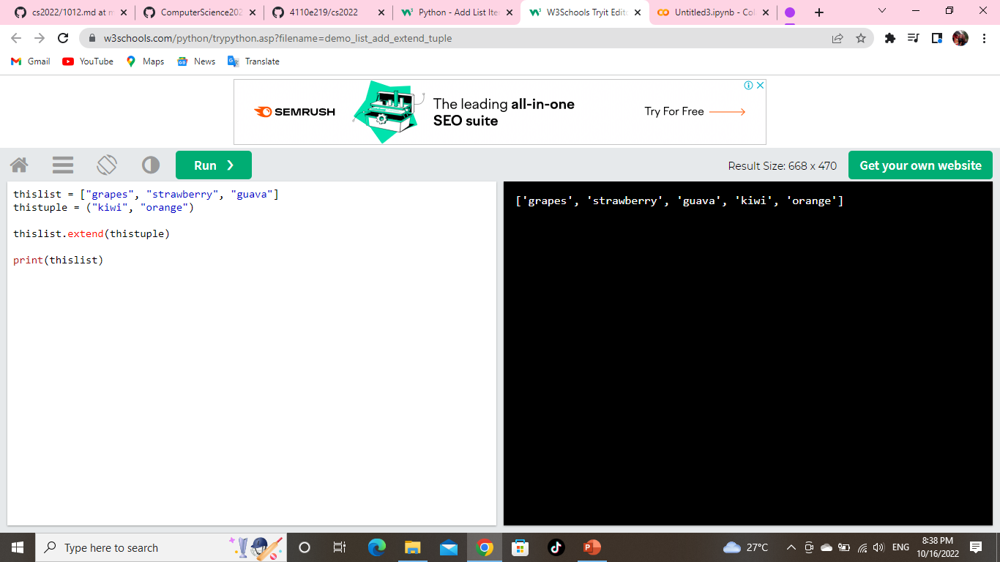 cs2022/1012.md at m
ComputerScience202
4110e219/cs2022
Python - Add List Ite
W3Schools Tryit Edito
Untitled3.ipynb - Col
w3schools.com/python/trypython.asp?filename=demo_list_add_extend_tuple
Gmail YouTube Maps News Translate
SEMRUSH
The leading all-in-one
SEO suite
Try For Free
Run ❯
Result Size: 668 x 470
Get your own website
thislist = ["grapes", "strawberry", "guava"]
thistuple = ("kiwi", "orange")
thislist.extend(thistuple)
print(thislist)
['grapes', 'strawberry', 'guava', 'kiwi', 'orange']
Type here to search
27°C
ENG
8:38 PM
10/16/2022